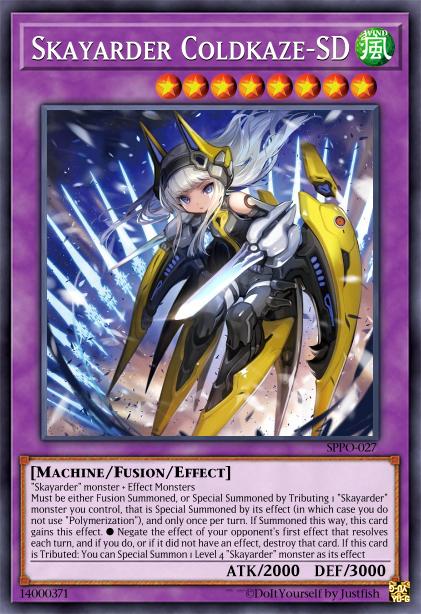 Skayarder Coldkaze-SD
WIND
風
SPPO-027
[Machine/Fusion/Effect]
"Skayarder" monster + Effect Monsters
Must be either Fusion Summoned, or Special Summoned by Tributing 1 "Skayarder"
monster you control, that is Special Summoned by its effect (in which case you do
not use "Polymerization"), and only once per turn. If Summoned this way, this card
gains this effect. ● Negate the effect of your opponent's first effect that resolves
each turn, and if you do, or if it did not have an effect, destroy that card. If this card
is Tributed: You can Special Summon 1 Level 4 "Skayarder" monster as its effect
ATK/2000 DEF/3000
14000371
©DoItYourself by Justfish